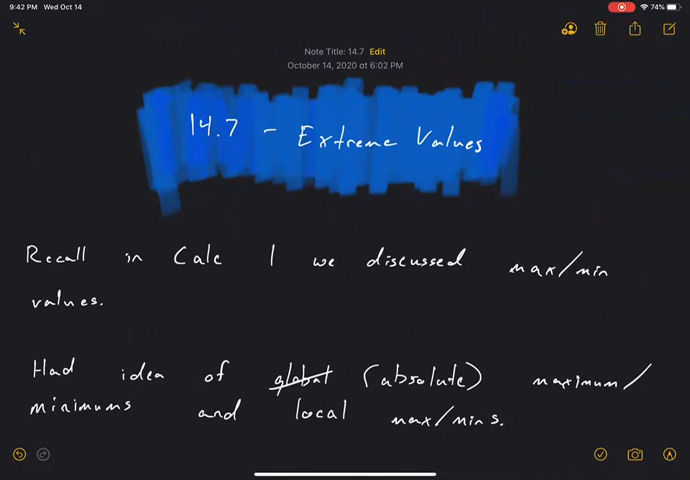 9:42 PM Wed Oct 14
74%
Note Title: 14.7 Edit
October 14, 2020 at 6:02 PM
14.7 - Extreme Values
Recall in Calc 1 we discussed max/min
values.
Had idea of global (absolute) maximum/
minimums and local max/mins.